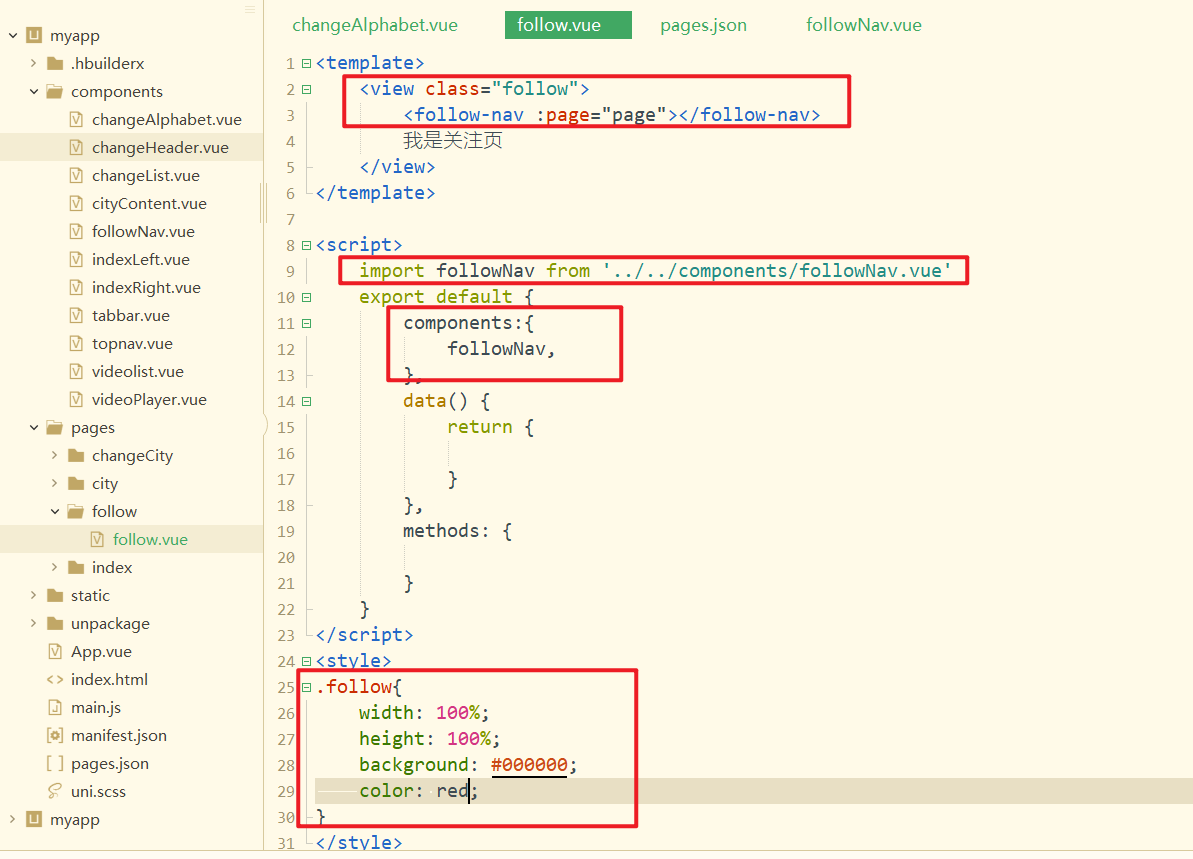 myapp
.hbuilderx
components
changeAlphabet.vue
changeHeader.vue
changeList.vue
cityContent.vue
followNav.vue
indexLeft.vue
indexRight.vue
tabbar.vue
topnav.vue
videolist.vue
videoPlayer.vue
pages
changeCity
city
follow
follow.vue
index
static
unpackage
App.vue
index.html
main.js
manifest.json
pages.json
uni.scss
myapp
changeAlphabet.vue follow.vue pages.json followNav.vue
1 <template>
2 <view class="follow">
3 <follow-nav :page="page"></follow-nav>
4 我是关注页
5 </view>
6 </template>
7
8 <script>
9 import followNav from '../../components/followNav.vue'
10 export default {
11 components:{
12 followNav,
13 },
14 data() {
15 return {
16
17 }
18 },
19 methods: {
20
21 }
22 }
23 </script>
24 <style>
25 .follow{
26 width: 100%;
27 height: 100%;
28 background: #000000;
29 color: red;
30 }
31 </style>